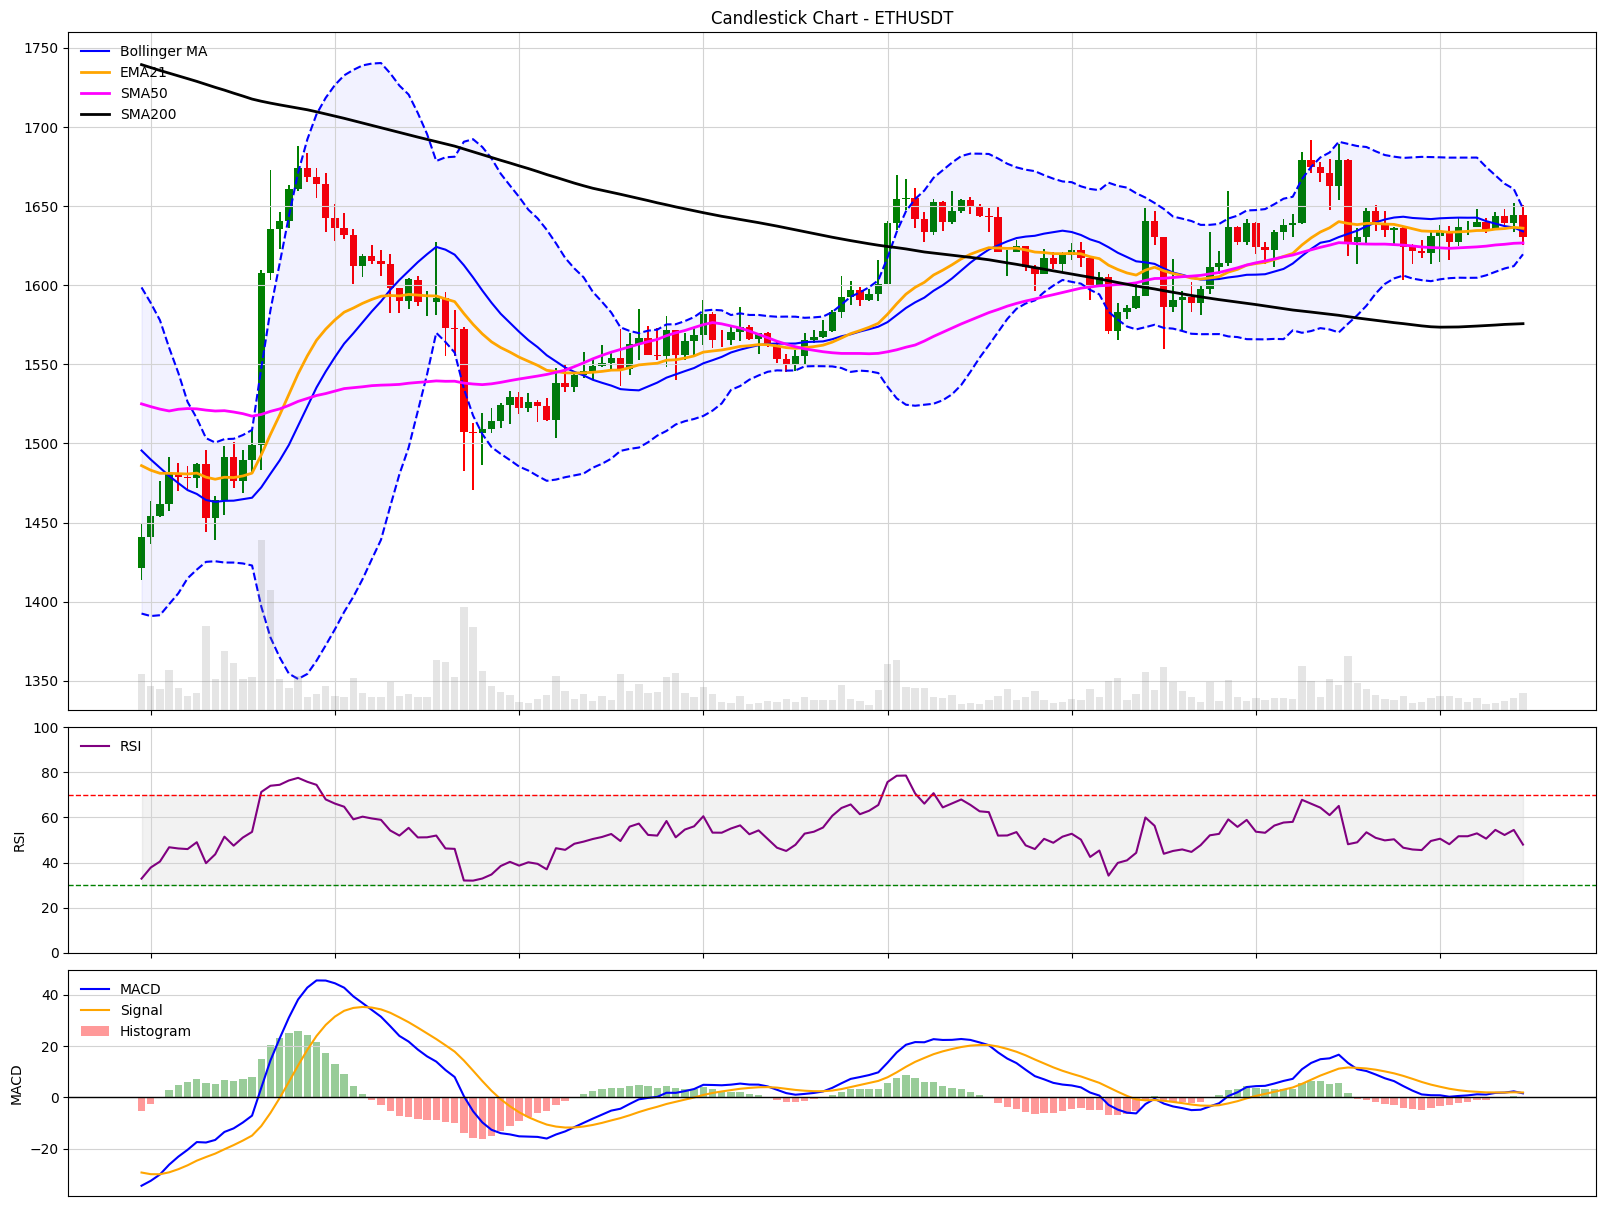 Candlestick Chart - ETHUSDT
Bollinger MA
EMA21
SMA50
SMA200
1750
1700
1650
1600
1550
1500
1450
1400
1350
RSI
100
80
60
40
20
0
RSI
MACD
Signal
Histogram
40
20
0
−20
MACD